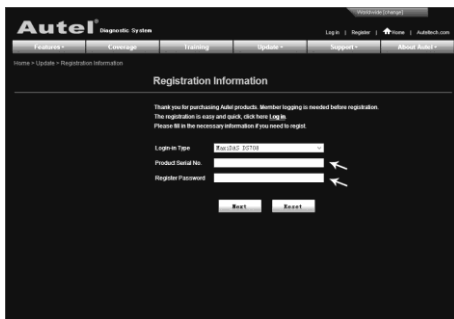 Worldwide [change]
Autel Diagnostic System
Log in | Register | Home | Auteltech.com
Features Coverage Training Update Support About Autel
Home > Update > Registration Information
Registration Information
Thank you for purchasing Autel products. Member logging is needed before registration.
The registration is easy and quick, click here Log in.
Please fill in the necessary information if you need to regist.
Login-in Type MaxiDAS DS708
Product Serial No.
Register Password
Next Reset